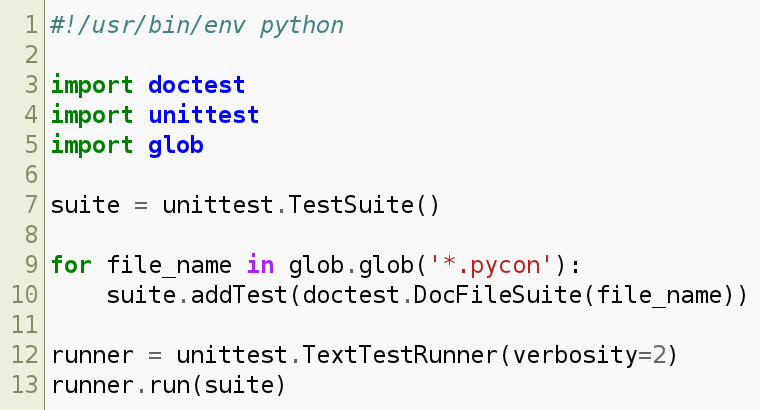 1 #!/usr/bin/env python
2
3 import doctest
4 import unittest
5 import glob
6
7 suite = unittest.TestSuite()
8
9 for file_name in glob.glob('*.pycon'):
10     suite.addTest(doctest.DocFileSuite(file_name))
11
12 runner = unittest.TextTestRunner(verbosity=2)
13 runner.run(suite)